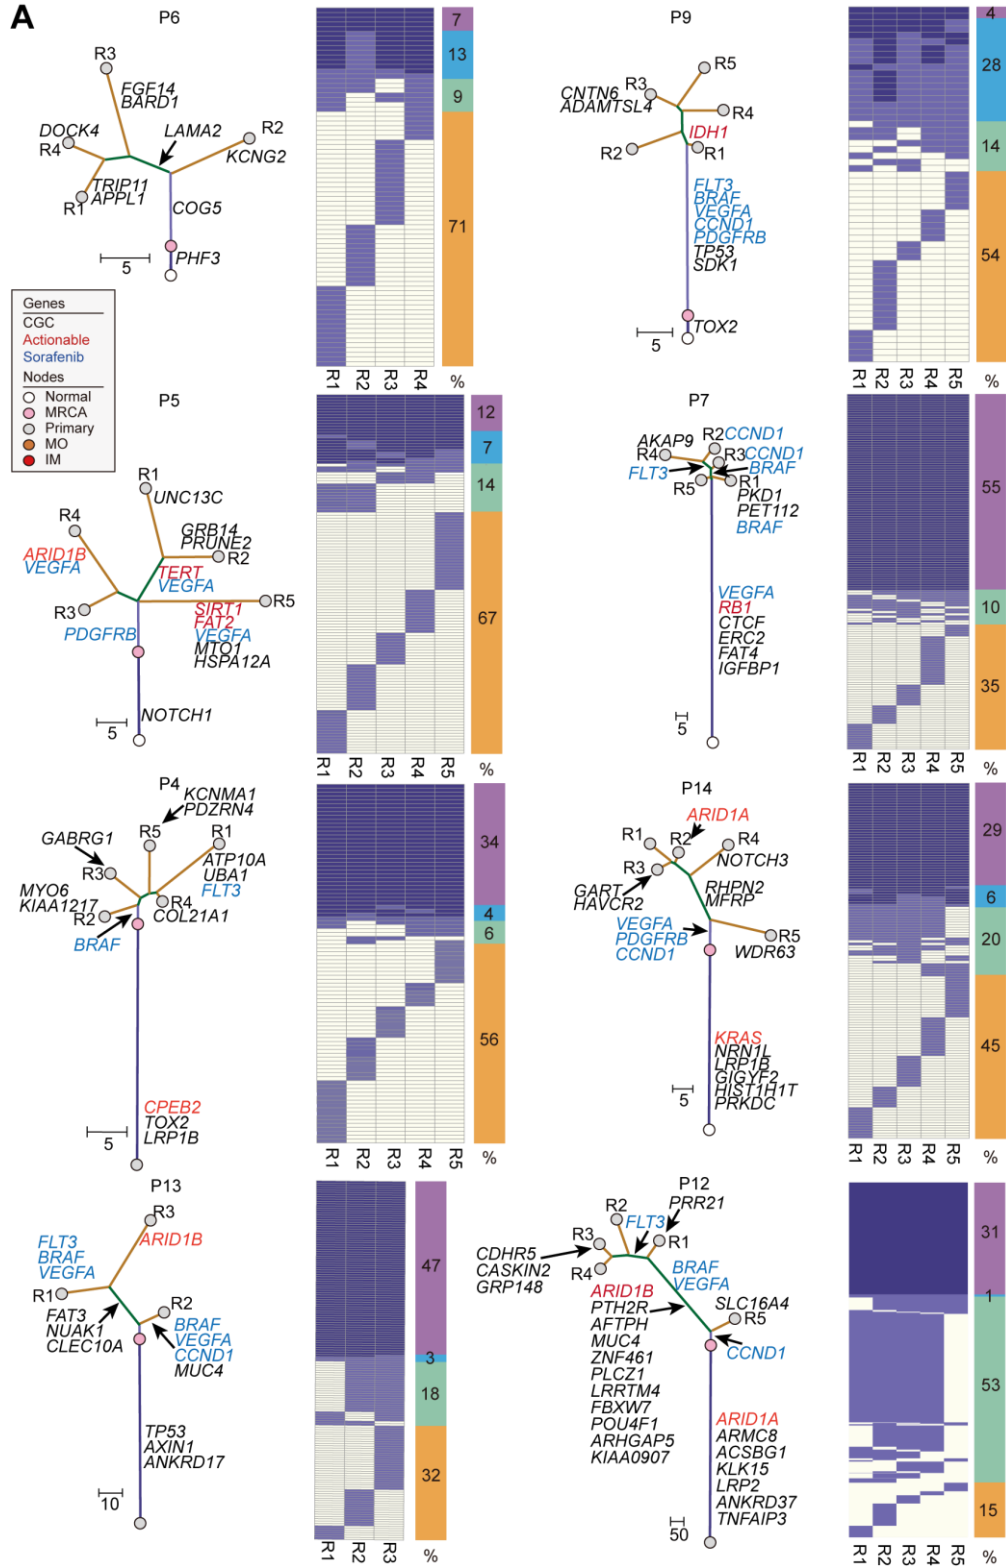 A
P6
R3
FGF14
BARD1
DOCK4
R4
LAMA2
R2
KCNG2
TRIP11
APPL1
R1
COG5
5
PHF3
7
13
9
71
R1
R2
R3
R4
%
P9
R5
R3
CNTN6
ADAMTSL4
R4
IDH1
R2
R1
FLT3
BRAF
VEGFA
CCND1
PDGFRB
TP53
SDK1
5
TOX2
4
28
14
54
R1
R2
R3
R4
R5
%
Genes
CGC
Actionable
Sorafenib
Nodes
Normal
MRCA
Primary
MO
IM
P5
R1
UNC13C
R4
GRB14
PRUNE2
R2
ARID1B
VEGFA
TERT
VEGFA
R5
R3
SIRT1
FAT2
VEGFA
MTO1
HSPA12A
PDGFRB
5
NOTCH1
12
7
14
67
R1
R2
R3
R4
R5
%
P7
AKAP9
R2
CCND1
R4
R3
CCND1
FLT3
BRAF
R5
R1
PKD1
PET112
BRAF
VEGFA
RB1
CTCF
ERC2
FAT4
IGFBP1
5
55
10
35
R1
R2
R3
R4
R5
%
P4
KCNMA1
PDZRN4
R5
R1
GABRG1
R3
ATP10A
UBA1
FLT3
MYO6
KIAA1217
R2
R4
COL21A1
BRAF
CPEB2
TOX2
LRP1B
5
34
4
6
56
R1
R2
R3
R4
R5
%
P14
ARID1A
R1
R2
R4
NOTCH3
R3
GART
HAVCR2
RHPN2
MFRP
VEGFA
PDGFRB
CCND1
R5
WDR63
KRAS
NRN1L
LRP1B
GIGYF2
HIST1H1T
PRKDC
5
29
6
20
45
R1
R2
R3
R4
R5
%
P13
R3
ARID1B
FLT3
BRAF
VEGFA
R1
R2
FAT3
NUAK1
CLEC10A
BRAF
VEGFA
CCND1
MUC4
TP53
AXIN1
ANKRD17
10
47
3
18
32
R1
R2
R3
%
P12
R2
PRR21
FLT3
R3
R1
CDHR5
CASKIN2
GRP148
R4
BRAF
VEGFA
ARID1B
PTH2R
AFTPH
MUC4
ZNF461
PLCZ1
LRRTM4
FBXW7
POU4F1
ARHGAP5
KIAA0907
SLC16A4
R5
CCND1
ARID1A
ARMC8
ACSBG1
KLK15
LRP2
ANKRD37
TNFAIP3
50
31
1
53
15
R1
R2
R3
R4
R5
%